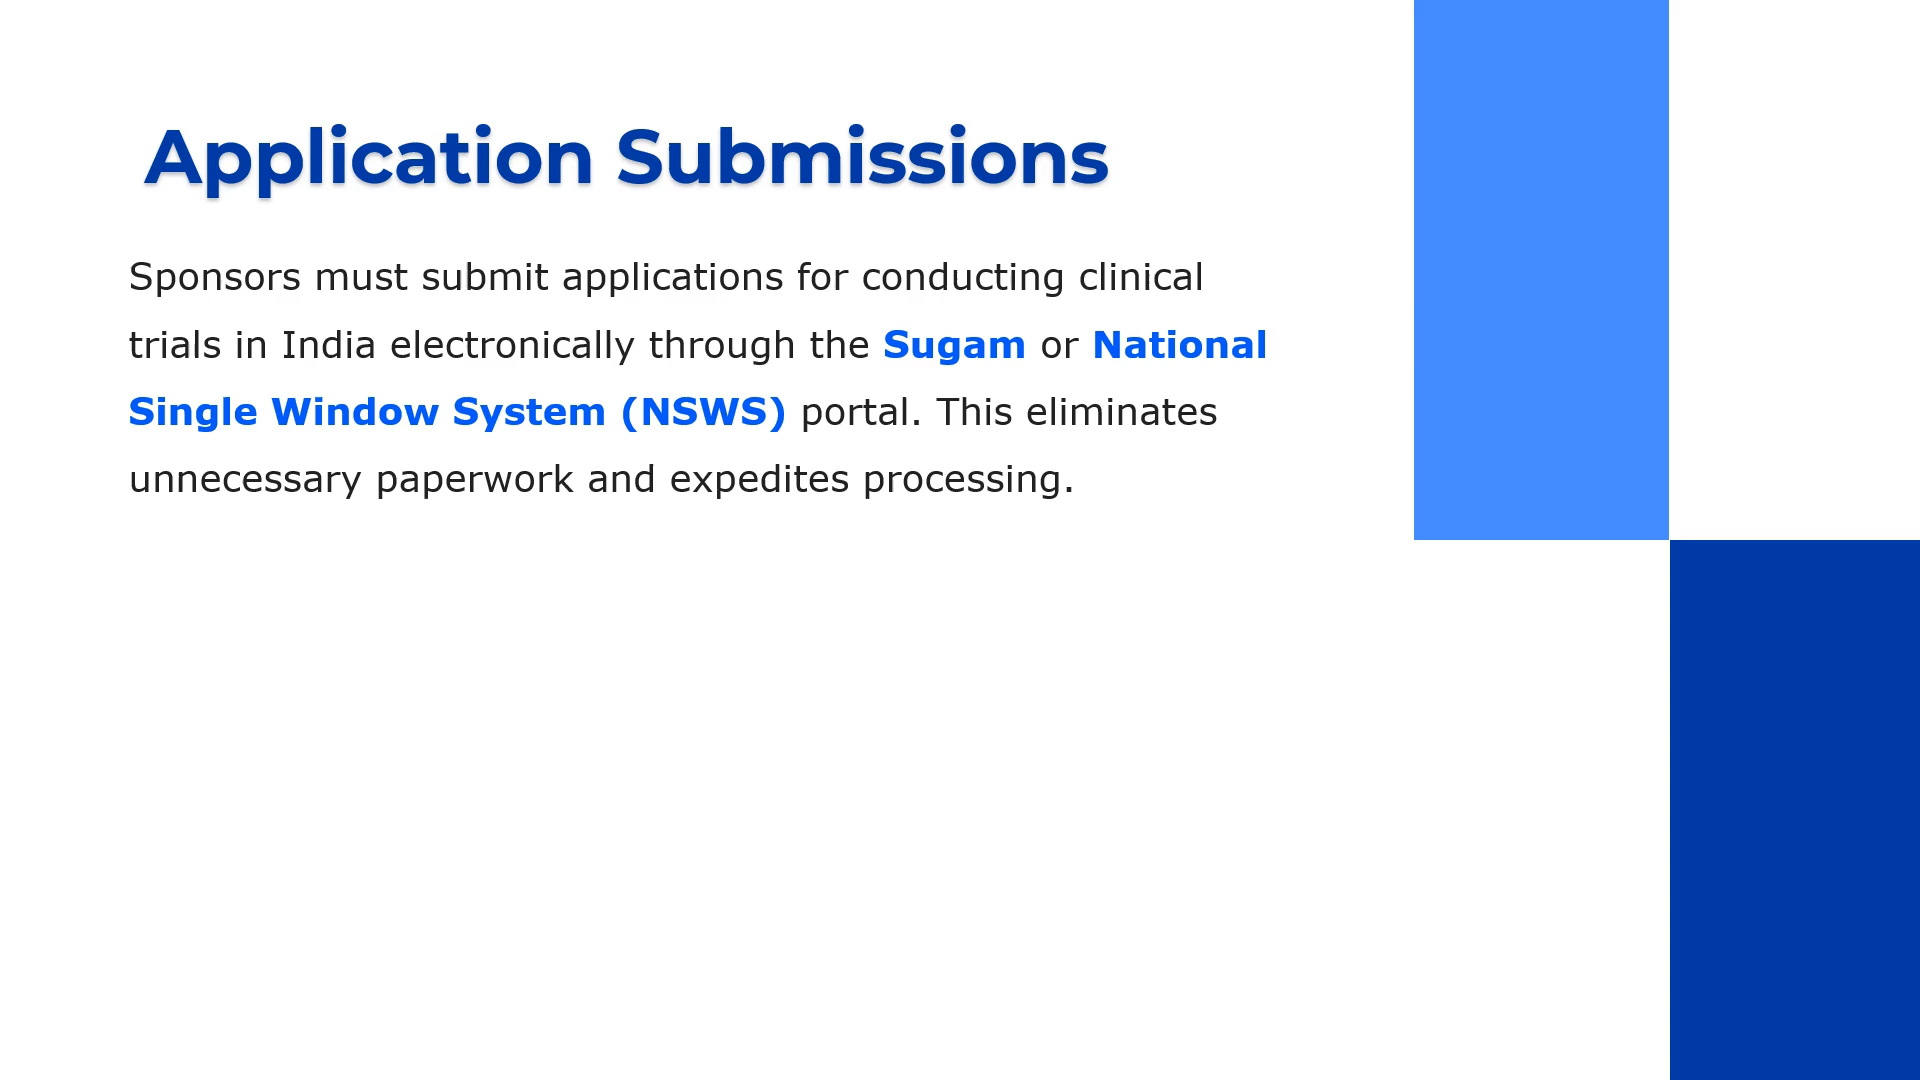 Application Submissions
Sponsors must submit applications for conducting clinical
trials in India electronically through the Sugam or National
Single Window System (NSWS) portal. This eliminates
unnecessary paperwork and expedites processing.